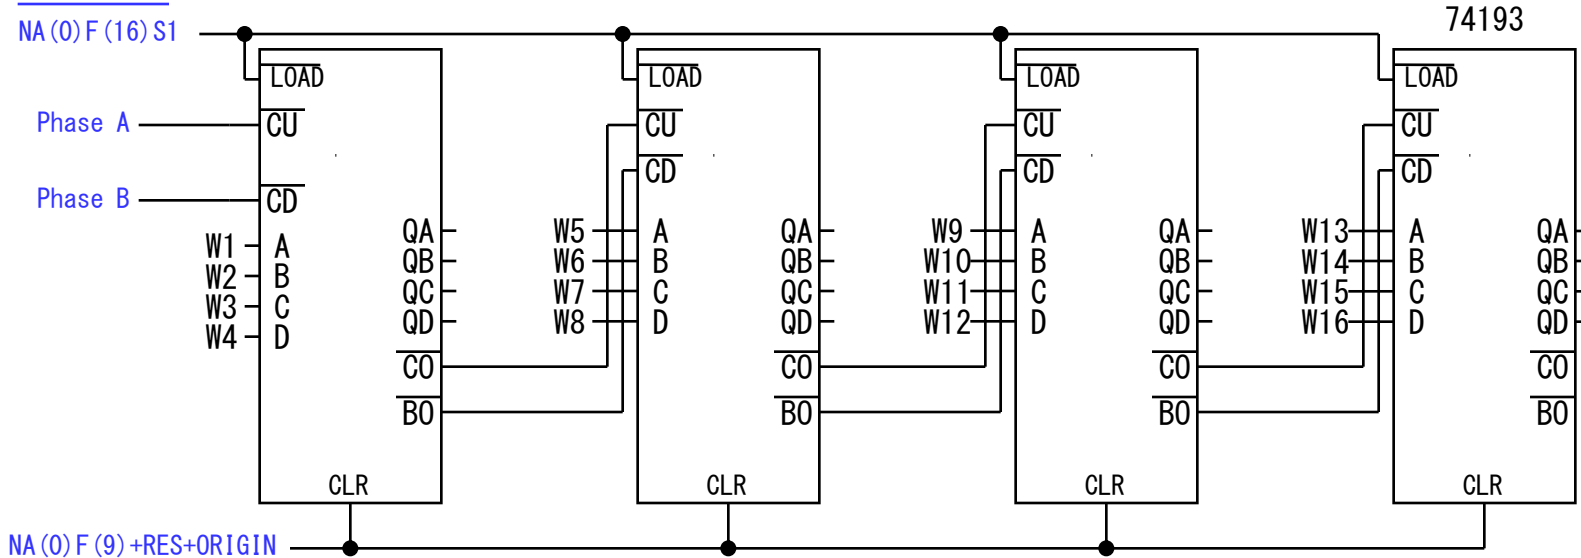 NA(0)F(16)S1
74193
LOAD LOAD LOAD LOAD
Phase A CU CU CU CU
CD CD CD
Phase B CD
QA W5 A QA W9 A QA W13 A QA
W1 A
QB W6 B QB W10 B QB W14 B QB
W2 B
QC W7 C QC W11 C QC W15 C QC
W3 C
QD W8 D QD W12 D QD W16 D QD
W4 D
CO CO CO CO
BO BO BO BO
CLR CLR CLR CLR
NA(0)F(9)+RES+ORIGIN